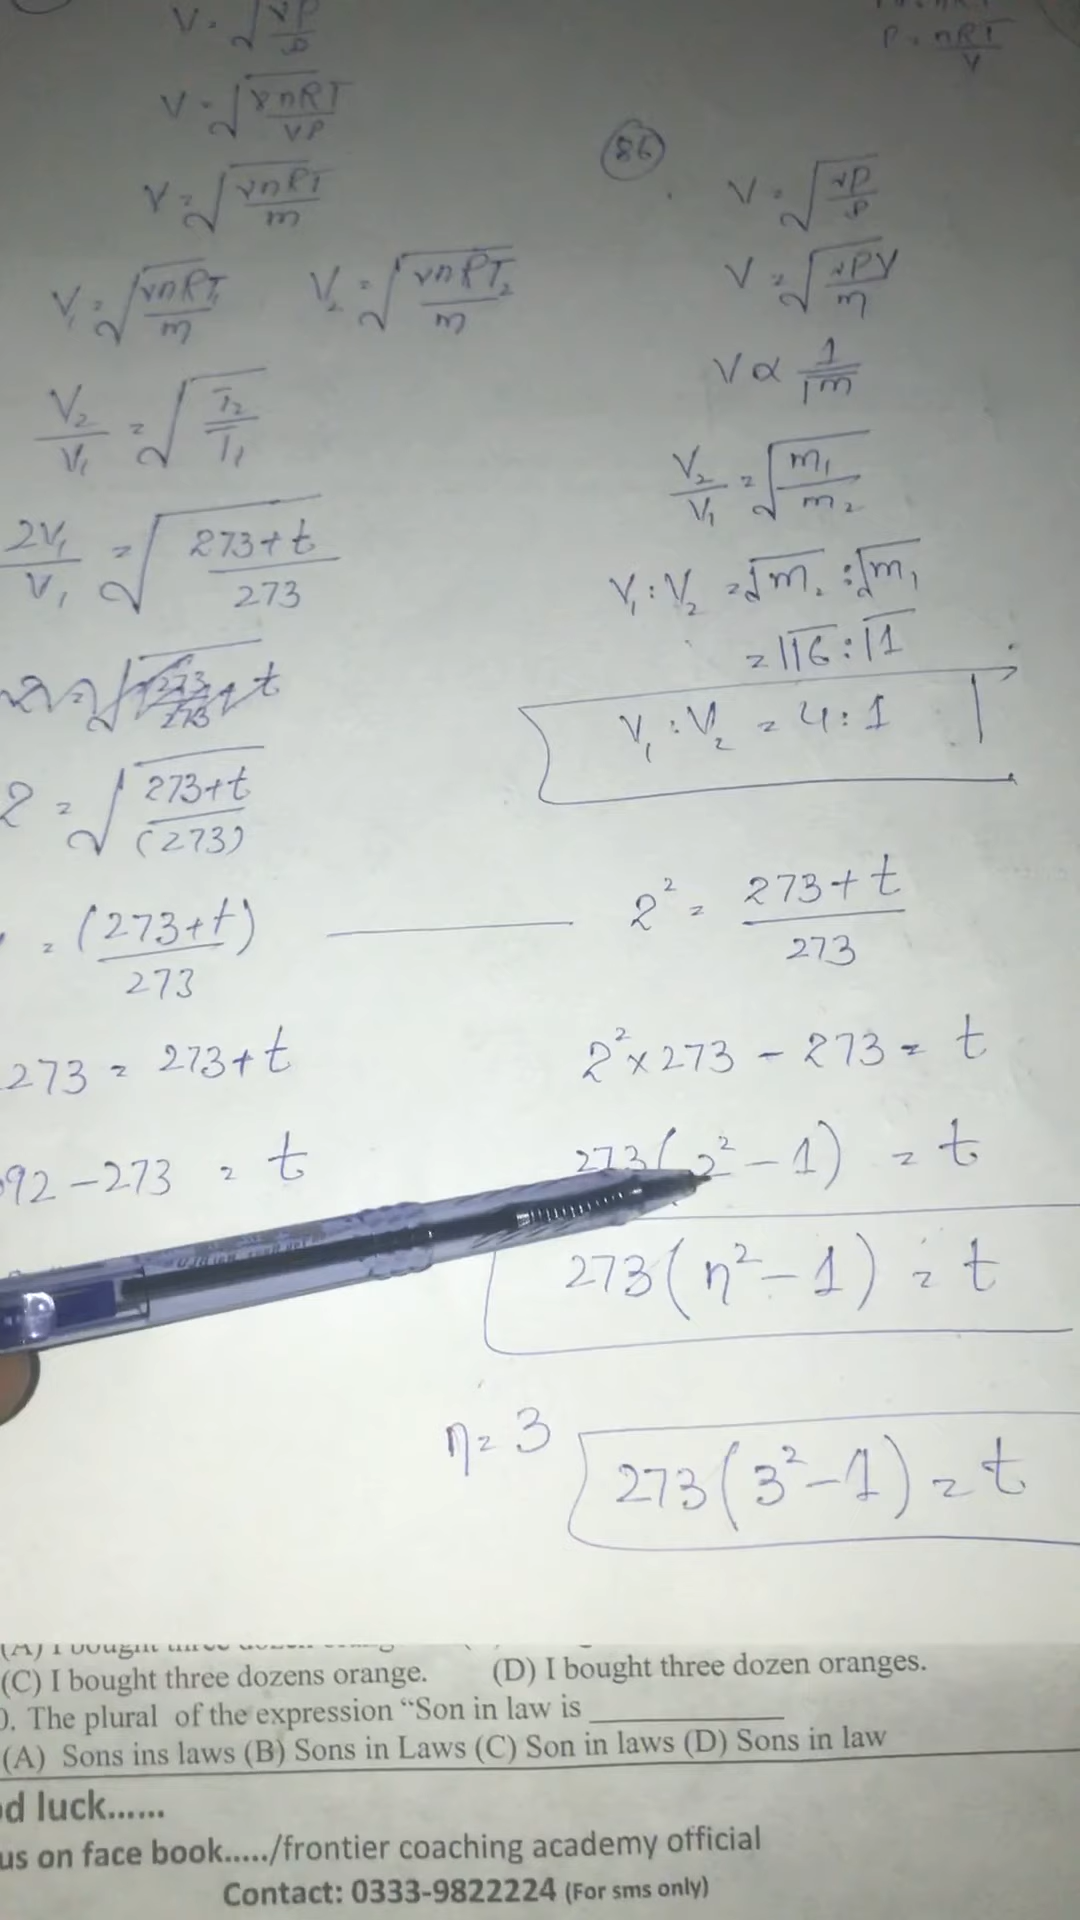 V = √γP/ρ
V = √γnRT/Vρ
V = √γnRT/m
V₁ = √γnRT₁/m V₂ = √γnRT₂/m
V₂/V₁ = √T₂/T₁
2V₁/V₁ = √273+t/273
2 = √273+t/(273)
= (273+t)/273
273 = 273+t
92 - 273 = t
P = nRT/V
86
V = √γP/ρ
V = √γPV/m
V ∝ 1/√m
V₂/V₁ = √m₁/m₂
V₁ : V₂ = √m₂ : √m₁
= √16 : √1
V₁ : V₂ = 4 : 1
2² = 273+t/273
2² x 273 - 273 = t
273(2² - 1) = t
273(η² - 1) = t
η = 3
273(3² - 1) = t
(C) I bought three dozens orange. (D) I bought three dozen oranges.
. The plural of the expression “Son in law is ____________
(A) Sons ins laws (B) Sons in Laws (C) Son in laws (D) Sons in law
d luck......
us on face book...../frontier coaching academy official
Contact: 0333-9822224 (For sms only)